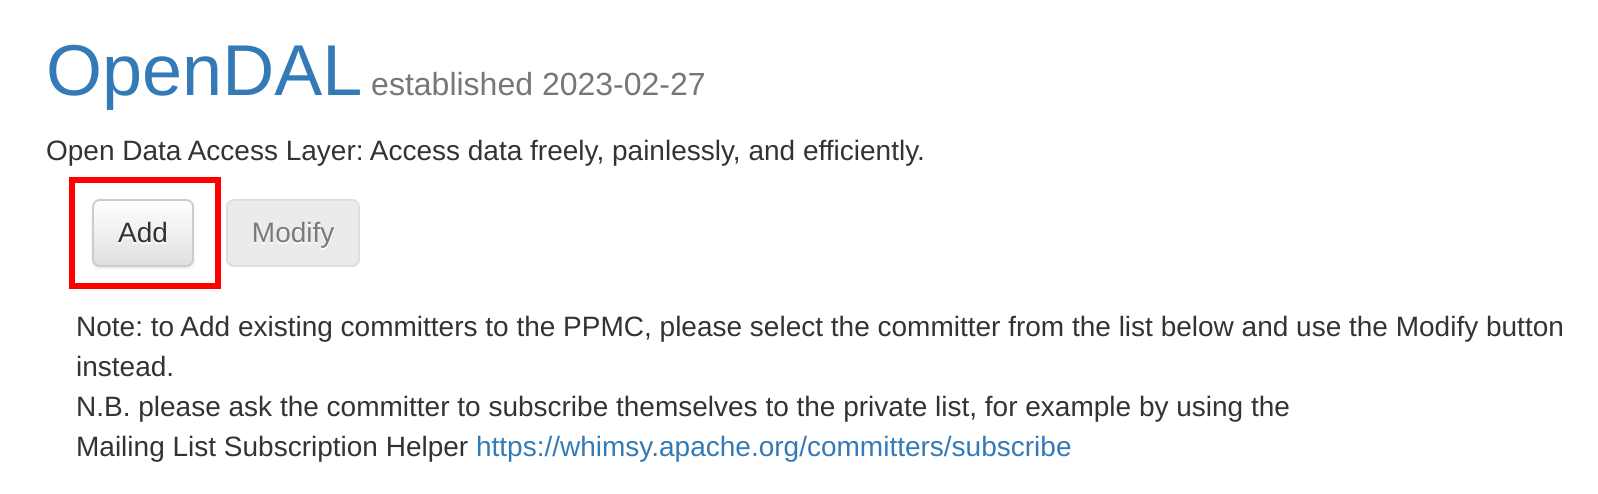 OpenDAL established 2023-02-27
Open Data Access Layer: Access data freely, painlessly, and efficiently.
Add Modify
Note: to Add existing committers to the PPMC, please select the committer from the list below and use the Modify button
instead.
N.B. please ask the committer to subscribe themselves to the private list, for example by using the
Mailing List Subscription Helper https://whimsy.apache.org/committers/subscribe